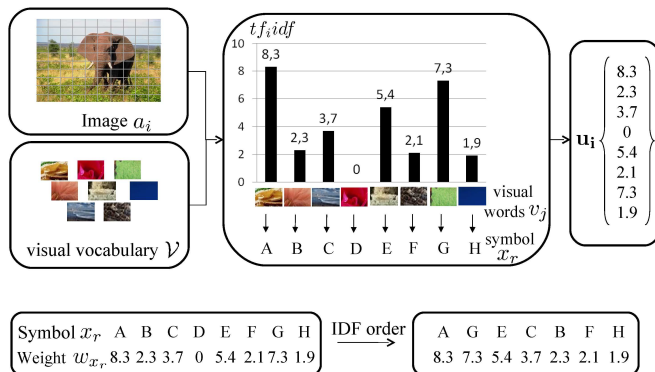 Image a_i
visual vocabulary 𝒱
tf_i idf
10
8
6
4
2
0
8,3
2,3
3,7
0
5,4
2,1
7,3
1,9
visual words v_j
A B C D E F G H
symbol x_r
u_i
8.3
2.3
3.7
0
5.4
2.1
7.3
1.9
Symbol x_r A B C D E F G H
Weight w_{x_r} 8.3 2.3 3.7 0 5.4 2.1 7.3 1.9
IDF order
A G E C B F H
8.3 7.3 5.4 3.7 2.3 2.1 1.9